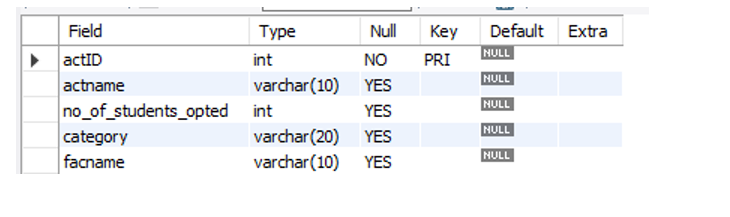 Field Type Null Key Default Extra
actID int NO PRI NULL
actname varchar(10) YES NULL
no_of_students_opted int YES NULL
category varchar(20) YES NULL
facname varchar(10) YES NULL